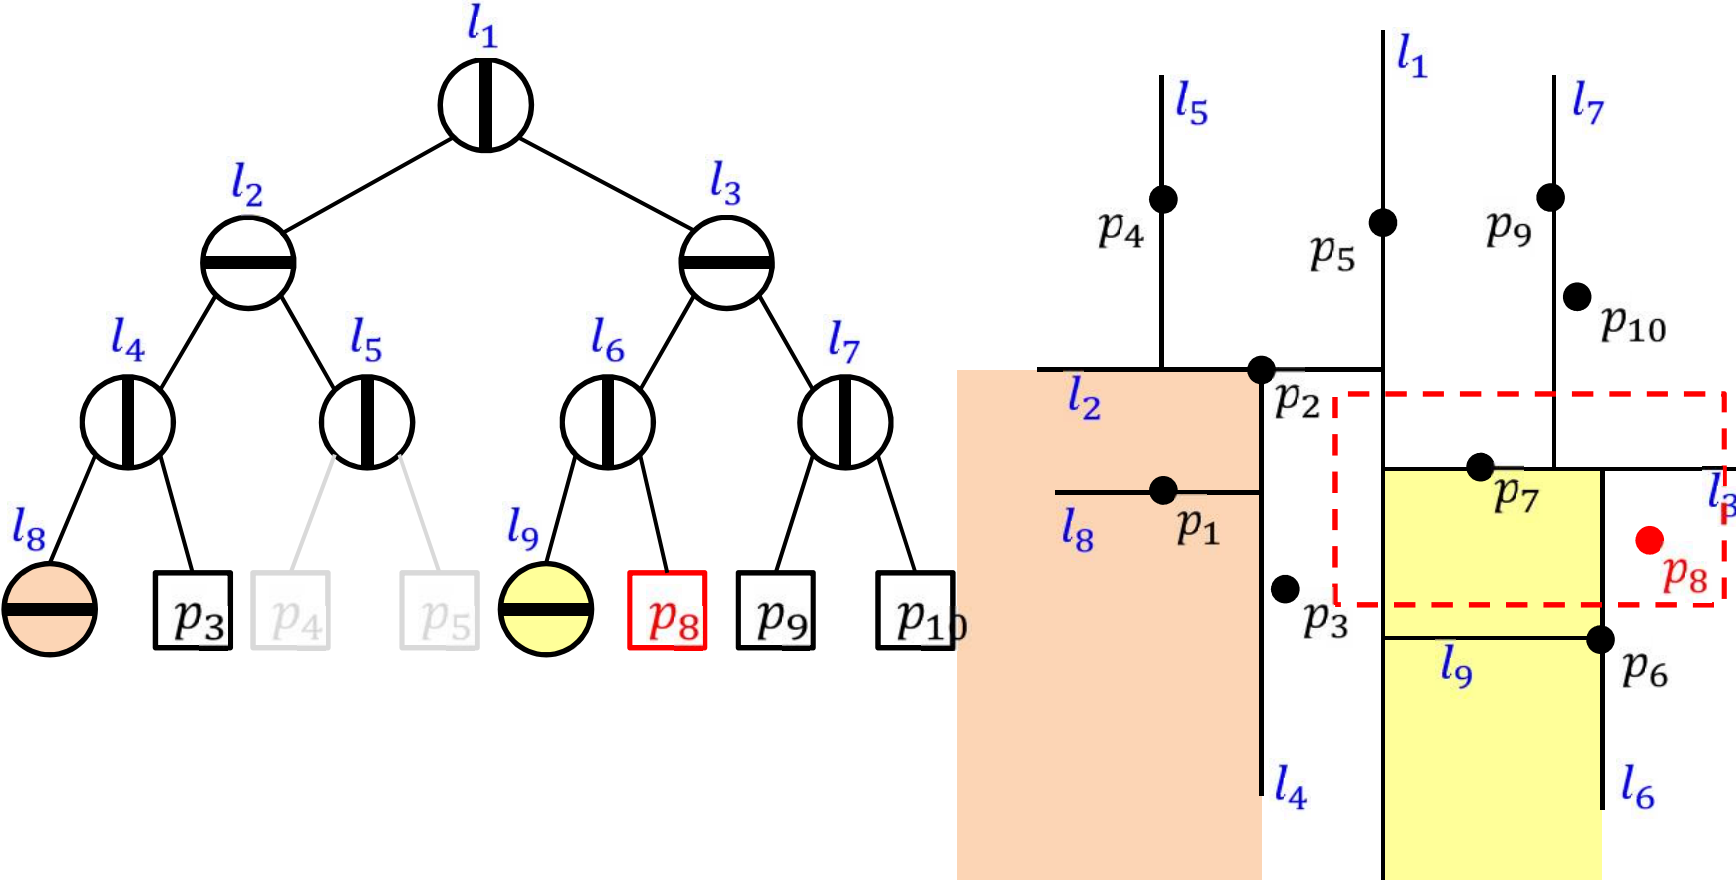 l₁
l₂
l₃
l₄
l₅
l₆
l₇
l₈
l₉
p₃
p₄
p₅
p₈
p₉
p₁₀
l₁
l₅
l₇
p₄
p₅
p₉
p₁₀
l₂
p₂
p₇
l₃
l₈
p₁
p₈
p₃
l₉
p₆
l₄
l₆